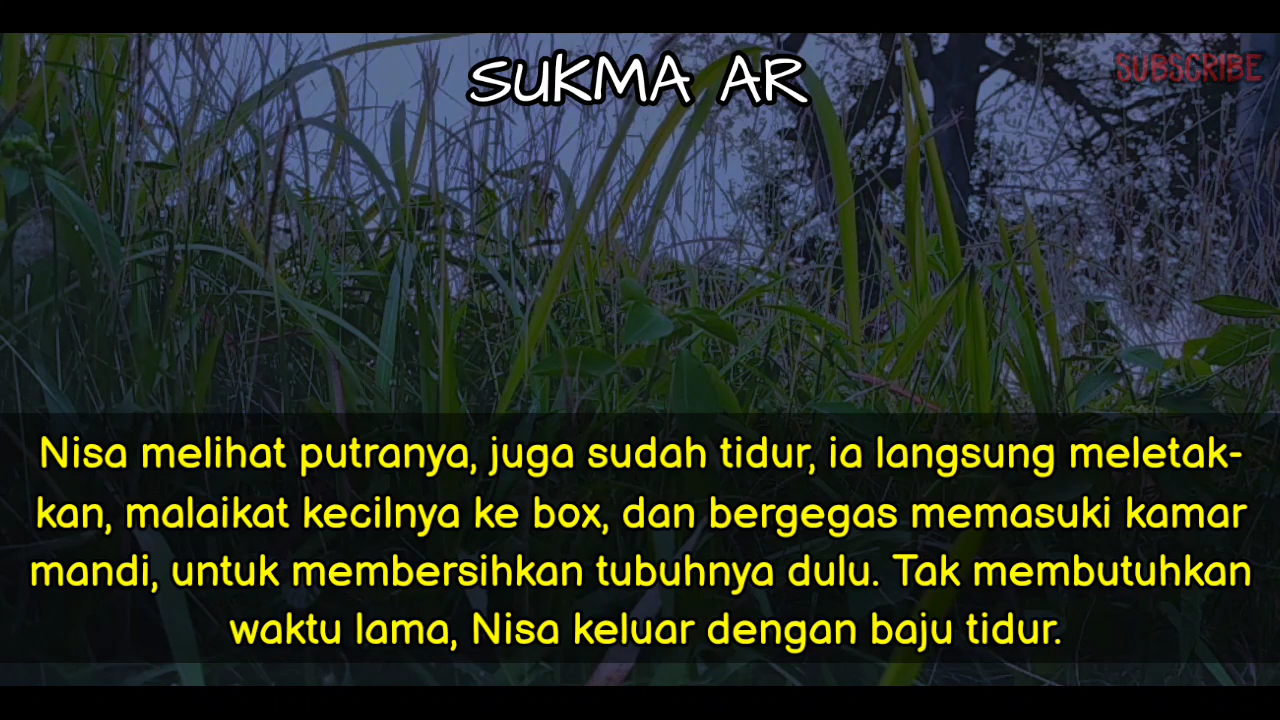 SUKMA AR
SUBSCRIBE
Nisa melihat putranya, juga sudah tidur, ia langsung meletak-
kan, malaikat kecilnya ke box, dan bergegas memasuki kamar
mandi, untuk membersihkan tubuhnya dulu. Tak membutuhkan
waktu lama, Nisa keluar dengan baju tidur.